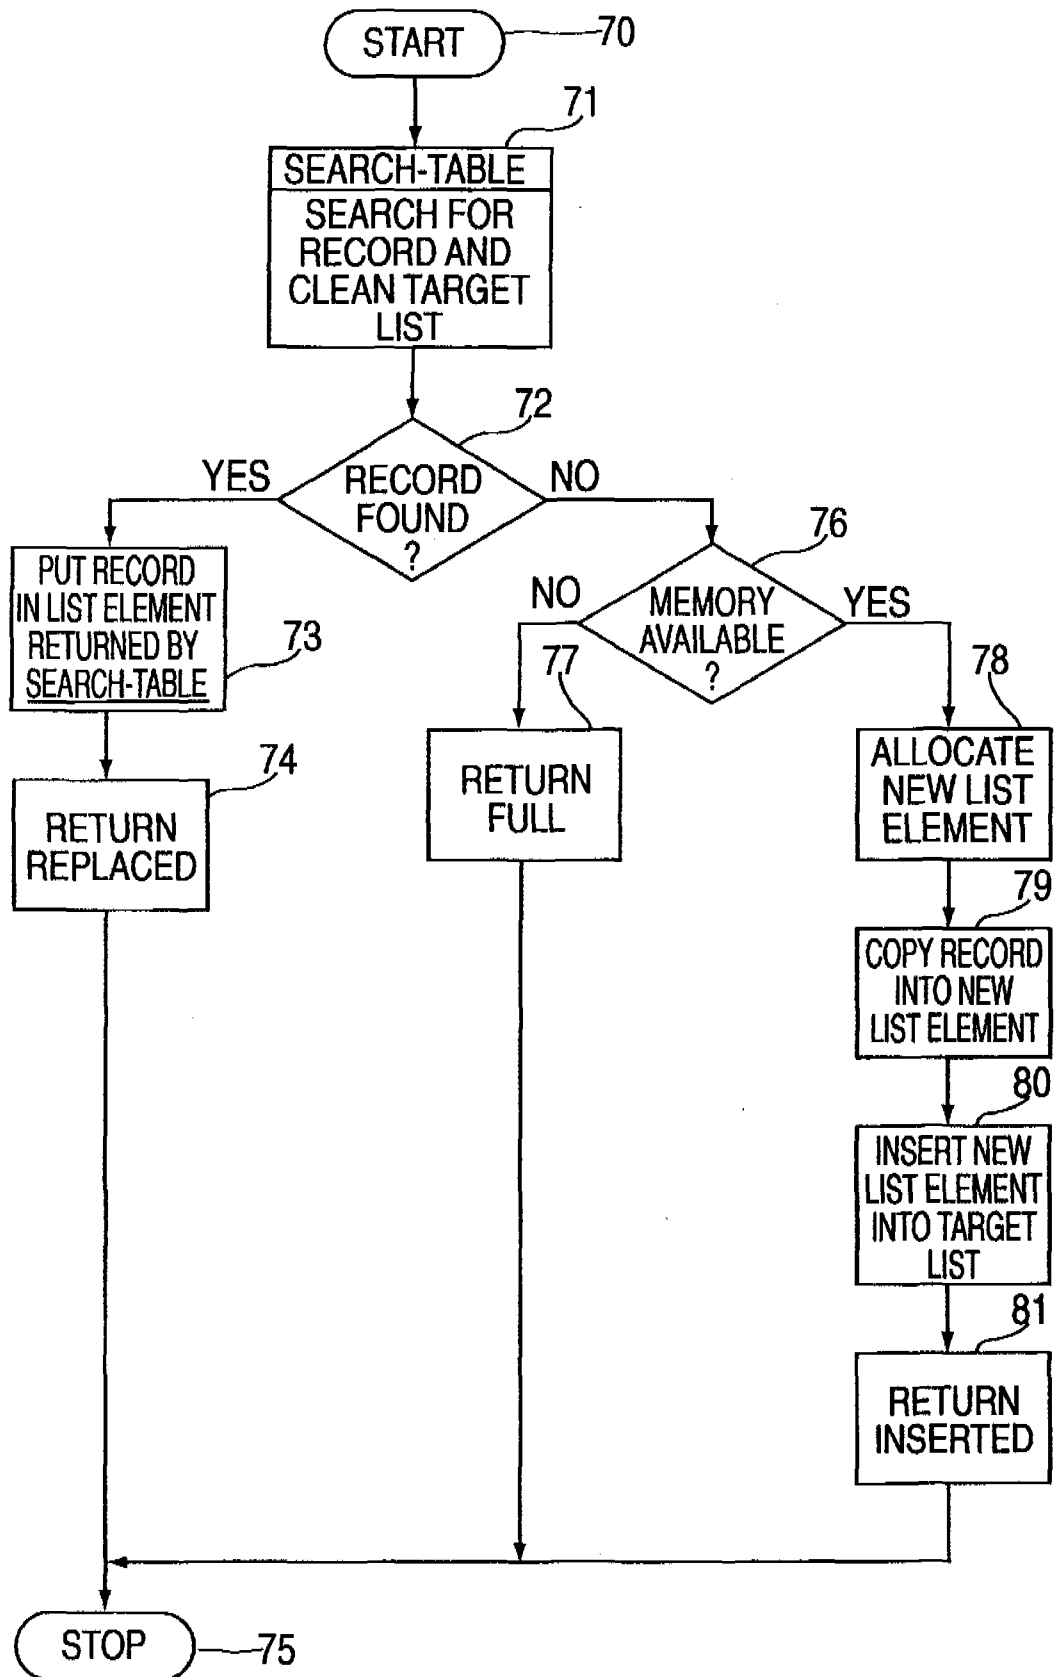 START
70
71
SEARCH-TABLE
SEARCH FOR
RECORD AND
CLEAN TARGET
LIST
72
YES
RECORD
FOUND
?
NO
76
PUT RECORD
IN LIST ELEMENT
RETURNED BY
SEARCH-TABLE
73
NO
MEMORY
AVAILABLE
?
YES
77
78
74
RETURN
REPLACED
RETURN
FULL
ALLOCATE
NEW LIST
ELEMENT
79
COPY RECORD
INTO NEW
LIST ELEMENT
80
INSERT NEW
LIST ELEMENT
INTO TARGET
LIST
81
RETURN
INSERTED
STOP
75